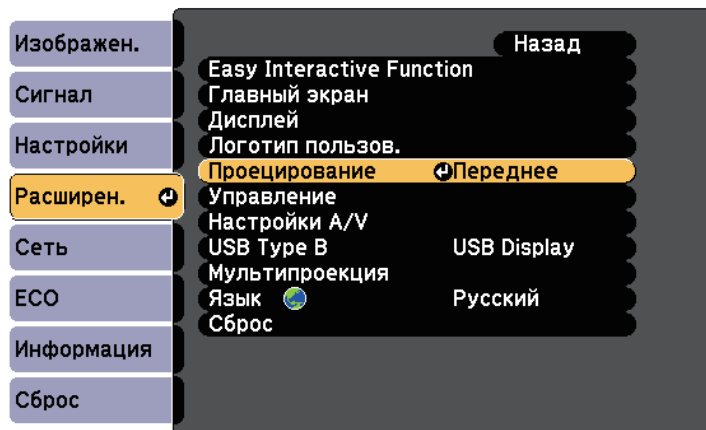 Изображен.
Сигнал
Настройки
Расширен.
Сеть
ECO
Информация
Сброс
Назад
Easy Interactive Function
Главный экран
Дисплей
Логотип пользов.
Проецирование Переднее
Управление
Настройки A/V
USB Type B USB Display
Мультипроекция
Язык Русский
Сброс